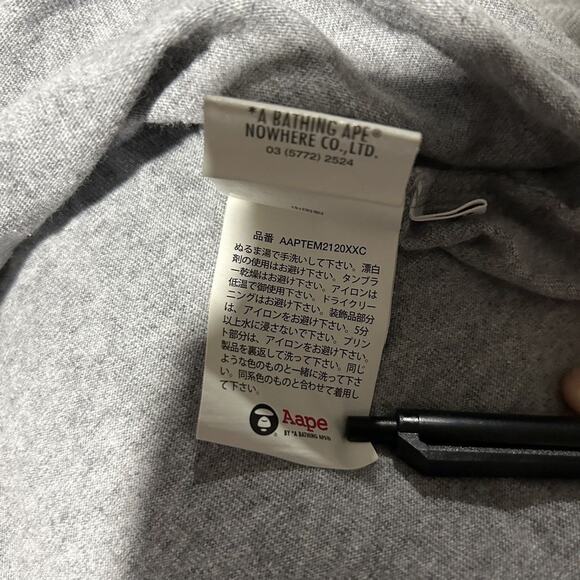 *A BATHING APE®
NOWHERE CO.,LTD.
03 (5772) 2524
品番 AAPTEM2120XXC
ぬるま湯で手洗いして下さい。漂白
剤の使用はお避け下さい。タンブラ
ー乾燥はお避け下さい。アイロンは
低温で御使用下さい。ドライクリー
ニングはお避け下さい。装飾品部分
は、アイロンをお避け下さい。5分
以上水に浸さないで下さい。プリン
ト部分は、アイロンをお避け下さい。
製品を裏返して洗って下さい。同じ
ような色のものと一緒に洗って下さ
い。同系色のものと合わせて着用し
て下さい。
Aape
BY *A BATHING APE®